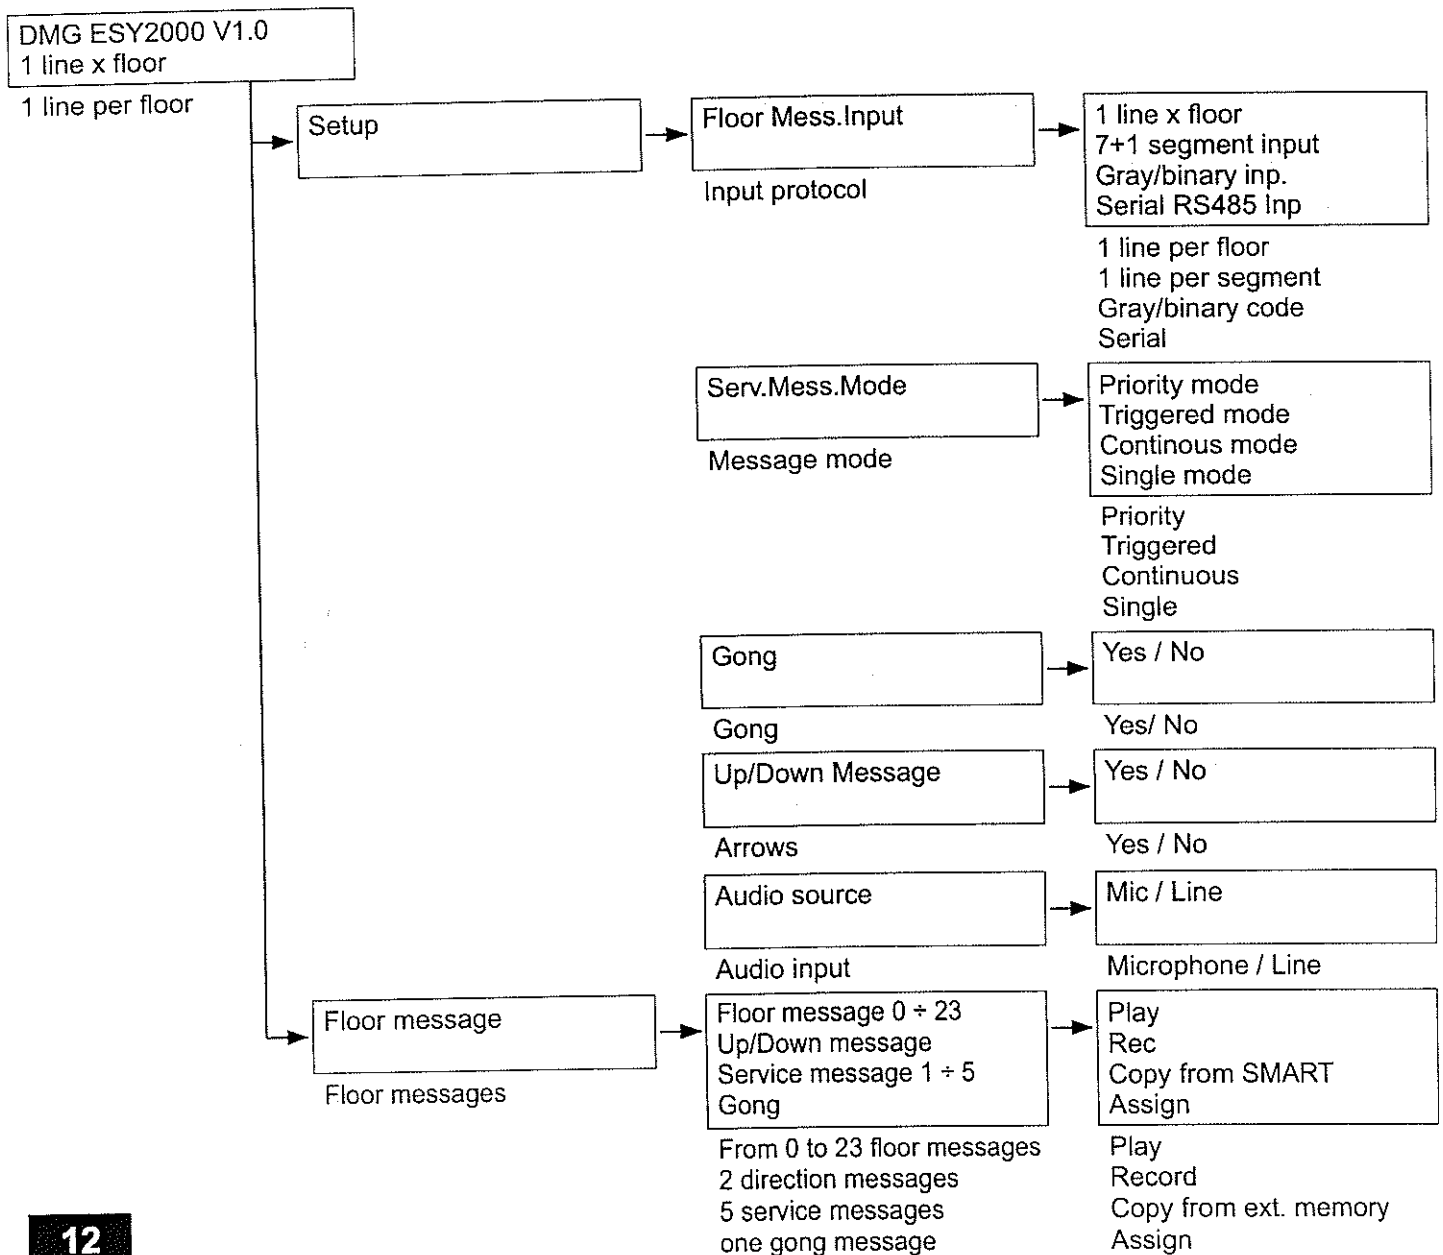 DMG ESY2000 V1.0
1 line x floor
1 line per floor
Setup
Floor Mess.Input
Input protocol
1 line x floor
7+1 segment input
Gray/binary inp.
Serial RS485 Inp
1 line per floor
1 line per segment
Gray/binary code
Serial
Serv.Mess.Mode
Message mode
Priority mode
Triggered mode
Continous mode
Single mode
Priority
Triggered
Continuous
Single
Gong
Gong
Yes / No
Yes/ No
Up/Down Message
Arrows
Yes / No
Yes / No
Audio source
Audio input
Mic / Line
Microphone / Line
Floor message
Floor messages
Floor message 0 ÷ 23
Up/Down message
Service message 1 ÷ 5
Gong
From 0 to 23 floor messages
2 direction messages
5 service messages
one gong message
Play
Rec
Copy from SMART
Assign
Play
Record
Copy from ext. memory
Assign
12